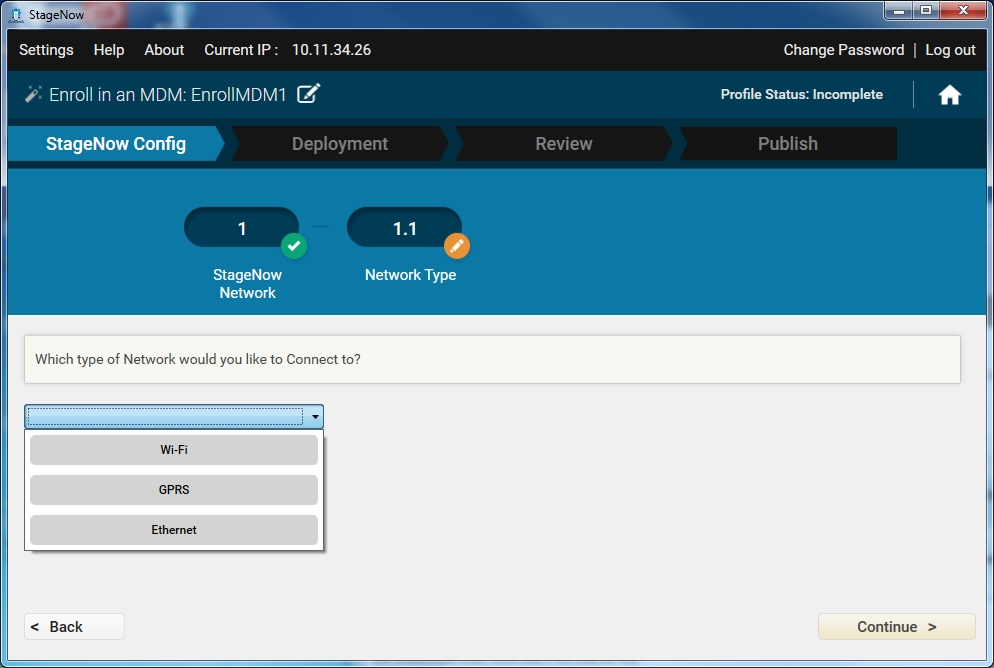 StageNow
Settings Help About Current IP : 10.11.34.26 Change Password | Log out
Enroll in an MDM: EnrollMDM1 Profile Status: Incomplete
StageNow Config Deployment Review Publish
1 1.1
StageNow Network Type
Network
Which type of Network would you like to Connect to?
Wi-Fi
GPRS
Ethernet
< Back Continue >